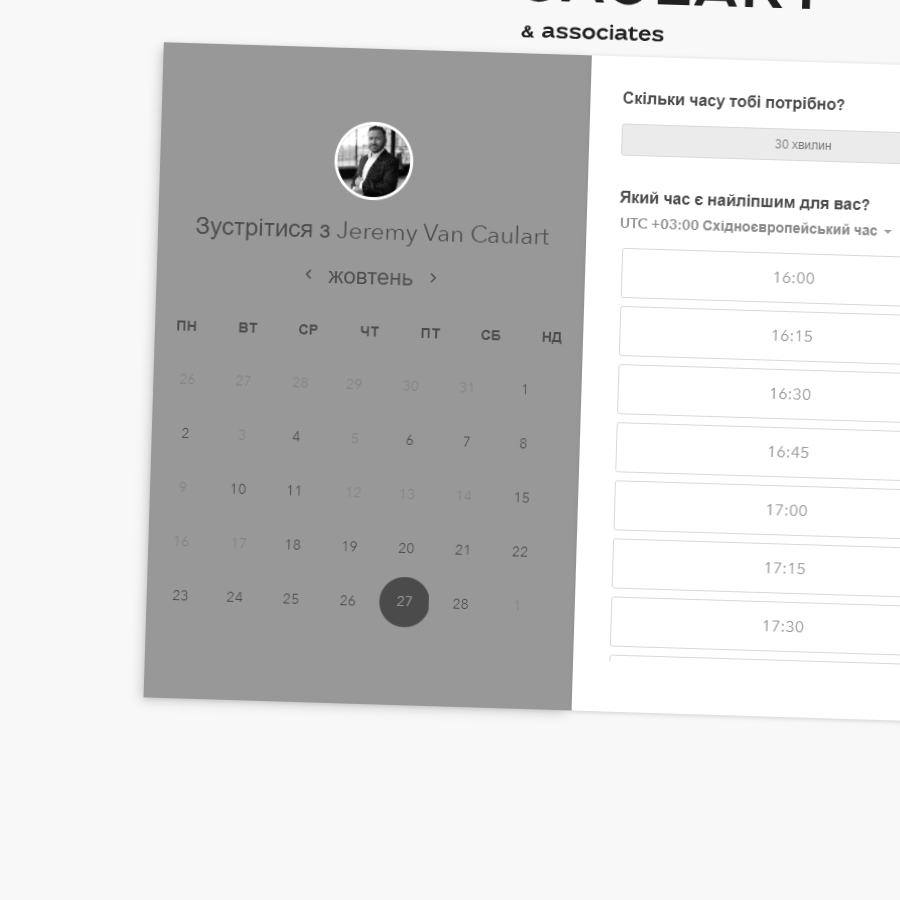 CAULART
& associates
Зустрітися з Jeremy Van Caulart
жовтень
ПН ВТ СР ЧТ ПТ СБ НД
26 27 28 29 30 31 1
2 3 4 5 6 7 8
9 10 11 12 13 14 15
16 17 18 19 20 21 22
23 24 25 26 27 28 1
Скільки часу тобі потрібно?
30 хвилин
Який час є найліпшим для вас?
UTC +03:00 Східноєвропейський час
16:00
16:15
16:30
16:45
17:00
17:15
17:30